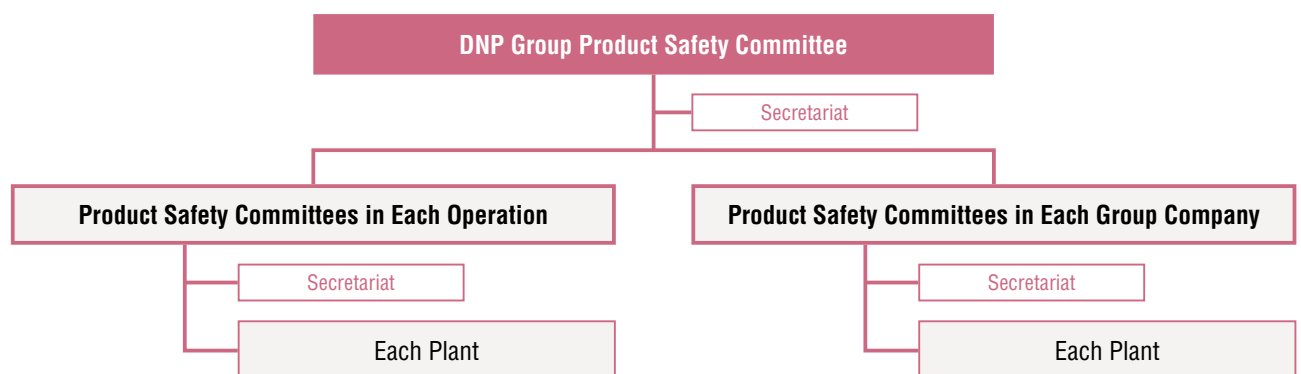 DNP Group Product Safety Committee
Secretariat
Product Safety Committees in Each Operation
Product Safety Committees in Each Group Company
Secretariat
Secretariat
Each Plant
Each Plant